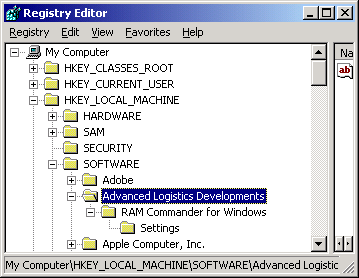 Registry Editor
Registry Edit View Favorites Help
My Computer
HKEY_CLASSES_ROOT
HKEY_CURRENT_USER
HKEY_LOCAL_MACHINE
HARDWARE
SAM
SECURITY
SOFTWARE
Adobe
Advanced Logistics Developments
RAM Commander for Windows
Settings
Apple Computer, Inc.
Na
ab
My Computer\HKEY_LOCAL_MACHINE\SOFTWARE\Advanced Logistic